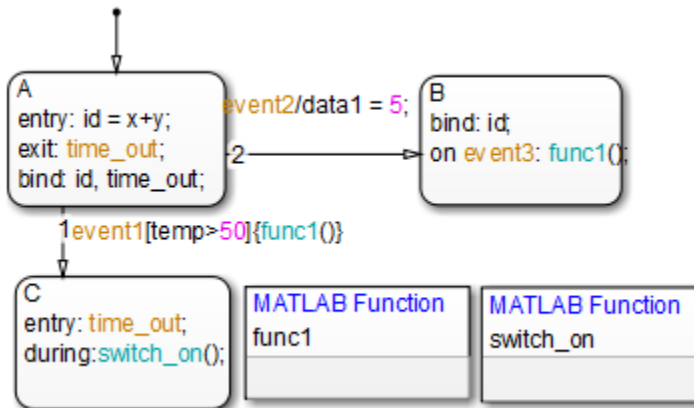 A
entry: id = x+y;
exit: time_out;
bind: id, time_out;
event2/data1 = 5;
2
B
bind: id;
on event3: func1();
1event1[temp>50]{func1()}
C
entry: time_out;
during:switch_on();
MATLAB Function
func1
MATLAB Function
switch_on